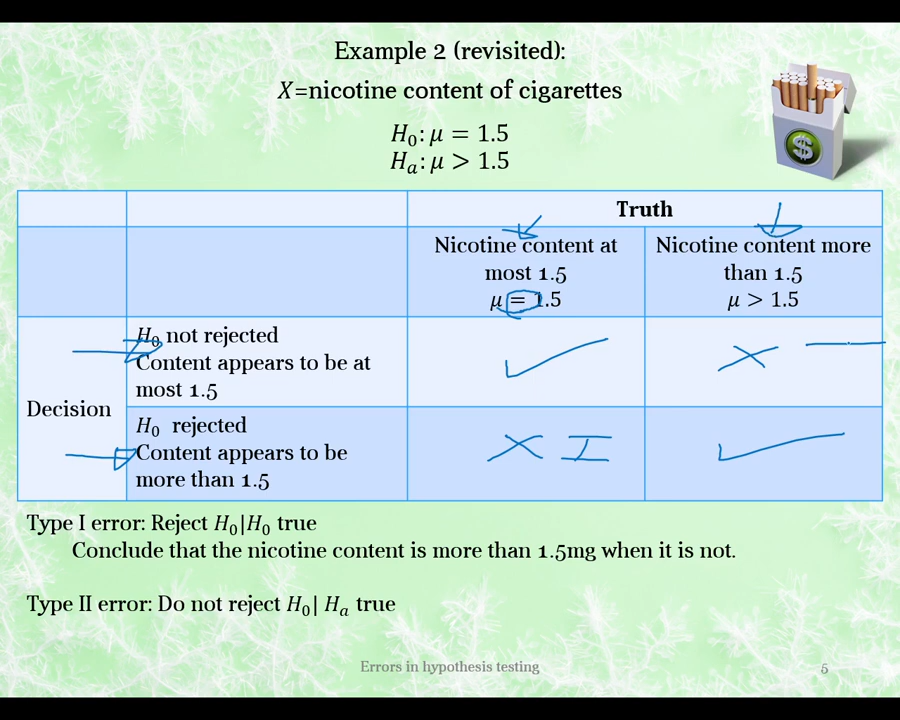 Example 2 (revisited):
X=nicotine content of cigarettes
H₀: μ = 1.5
Hₐ: μ > 1.5
$
Truth
Nicotine content at
most 1.5
μ = 1.5
Nicotine content more
than 1.5
μ > 1.5
Decision
H₀ not rejected
Content appears to be at
most 1.5
H₀ rejected
Content appears to be
more than 1.5
I
Type I error: Reject H₀|H₀ true
Conclude that the nicotine content is more than 1.5mg when it is not.
Type II error: Do not reject H₀| Hₐ true
Errors in hypothesis testing
5